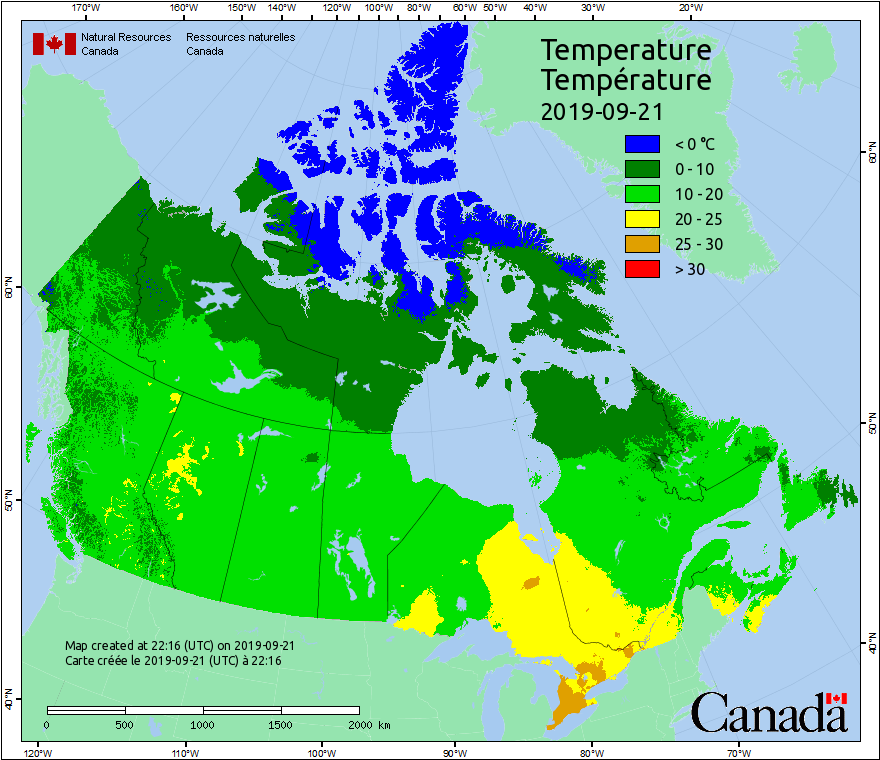 170°W 160°W 150°W 140°W 130°W 120°W 110°W 100°W 90°W 80°W 70°W 60°W 50°W 40°W 30°W 20°W
Natural Resources Ressources naturelles
Canada Canada
Temperature
Température
2019-09-21
< 0 °C
0 - 10
10 - 20
20 - 25
25 - 30
> 30
60°N
60°N
50°N
50°N
40°N
40°N
Map created at 22:16 (UTC) on 2019-09-21
Carte créée le 2019-09-21 (UTC) à 22:16
0 500 1000 1500 2000 km
Canada
120°W 110°W 100°W 90°W 80°W 70°W